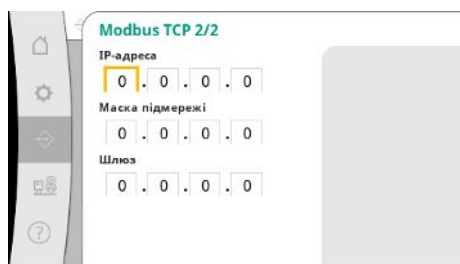 Modbus TCP 2/2
IP-адреса
0 . 0 . 0 . 0
Маска підмережі
0 . 0 . 0 . 0
Шлюз
0 . 0 . 0 . 0
?